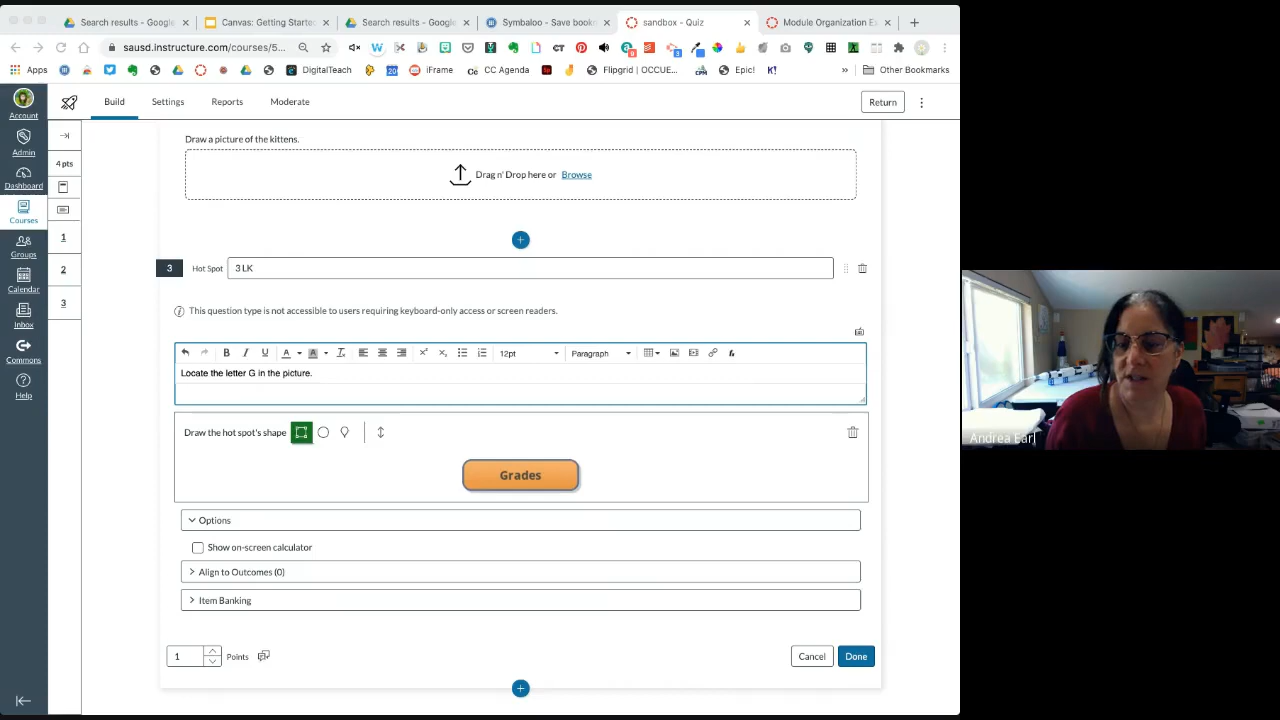 Search results - Google
Canvas: Getting Starte
Search results - Google
Symbaloo - Save book
sandbox - Quiz
Module Organization E
sausd.instructure.com/courses/5...
Apps
DigitalTeach
iFrame
CC Agenda
Flipgrid | OCCUE...
Epic!
Other Bookmarks
Account
Admin
Dashboard
Courses
Groups
Calendar
Inbox
Commons
Help
4 pts
1
2
3
Build
Settings
Reports
Moderate
Return
Draw a picture of the kittens.
Drag n' Drop here or Browse
3
Hot Spot
3 LK
This question type is not accessible to users requiring keyboard-only access or screen readers.
12pt
Paragraph
Locate the letter G in the picture.
Draw the hot spot's shape
Grades
Options
Show on-screen calculator
Align to Outcomes (0)
Item Banking
1
Points
Cancel
Done
Andrea Earl